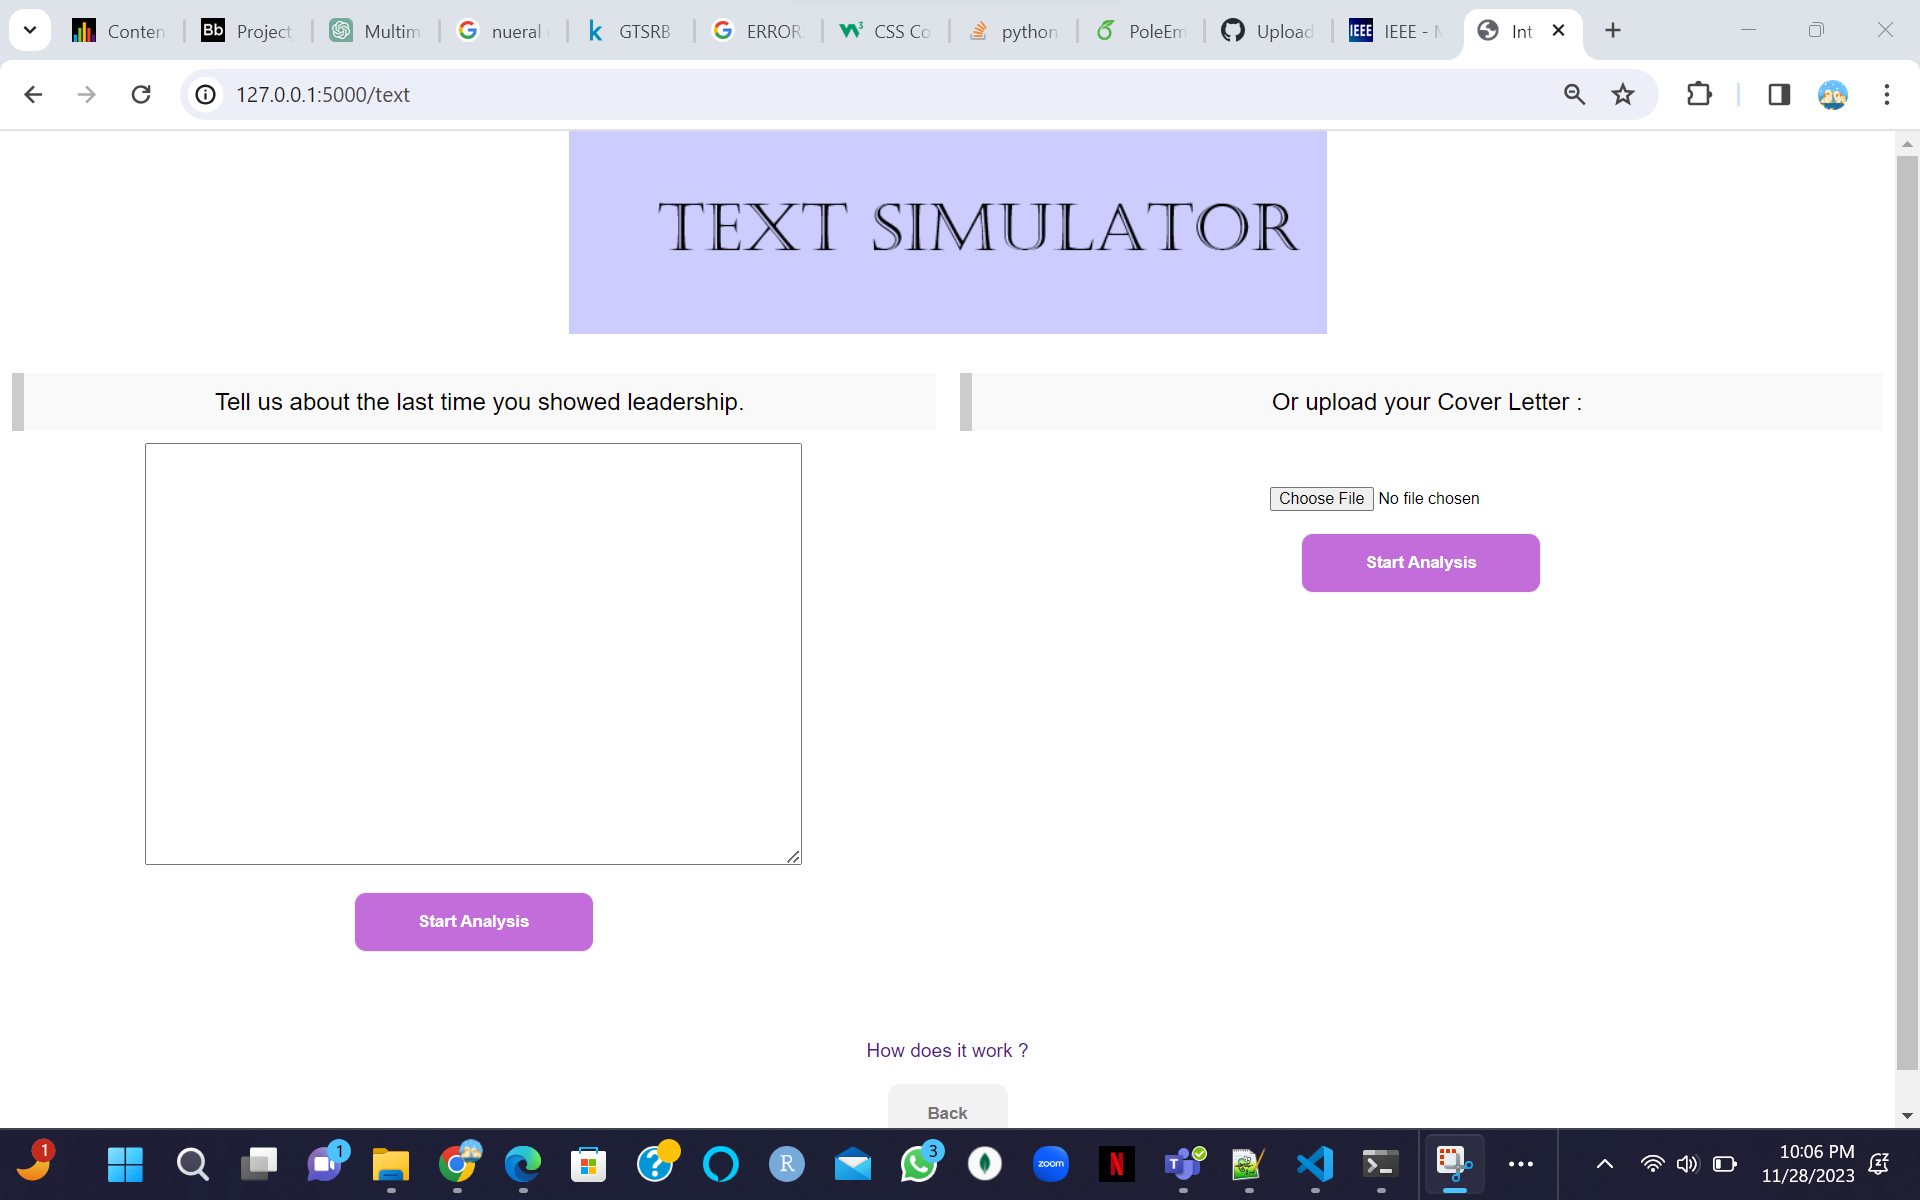 Conten
Bb Project
Multim
nueral
GTSRB
ERROR
CSS Co
python
PoleEm
Upload
IEEE IEEE - M
Int
127.0.0.1:5000/text
TEXT SIMULATOR
Tell us about the last time you showed leadership.
Or upload your Cover Letter :
Choose File No file chosen
Start Analysis
Start Analysis
How does it work ?
Back
1
1
R
3
zoom
N
10:06 PM
11/28/2023